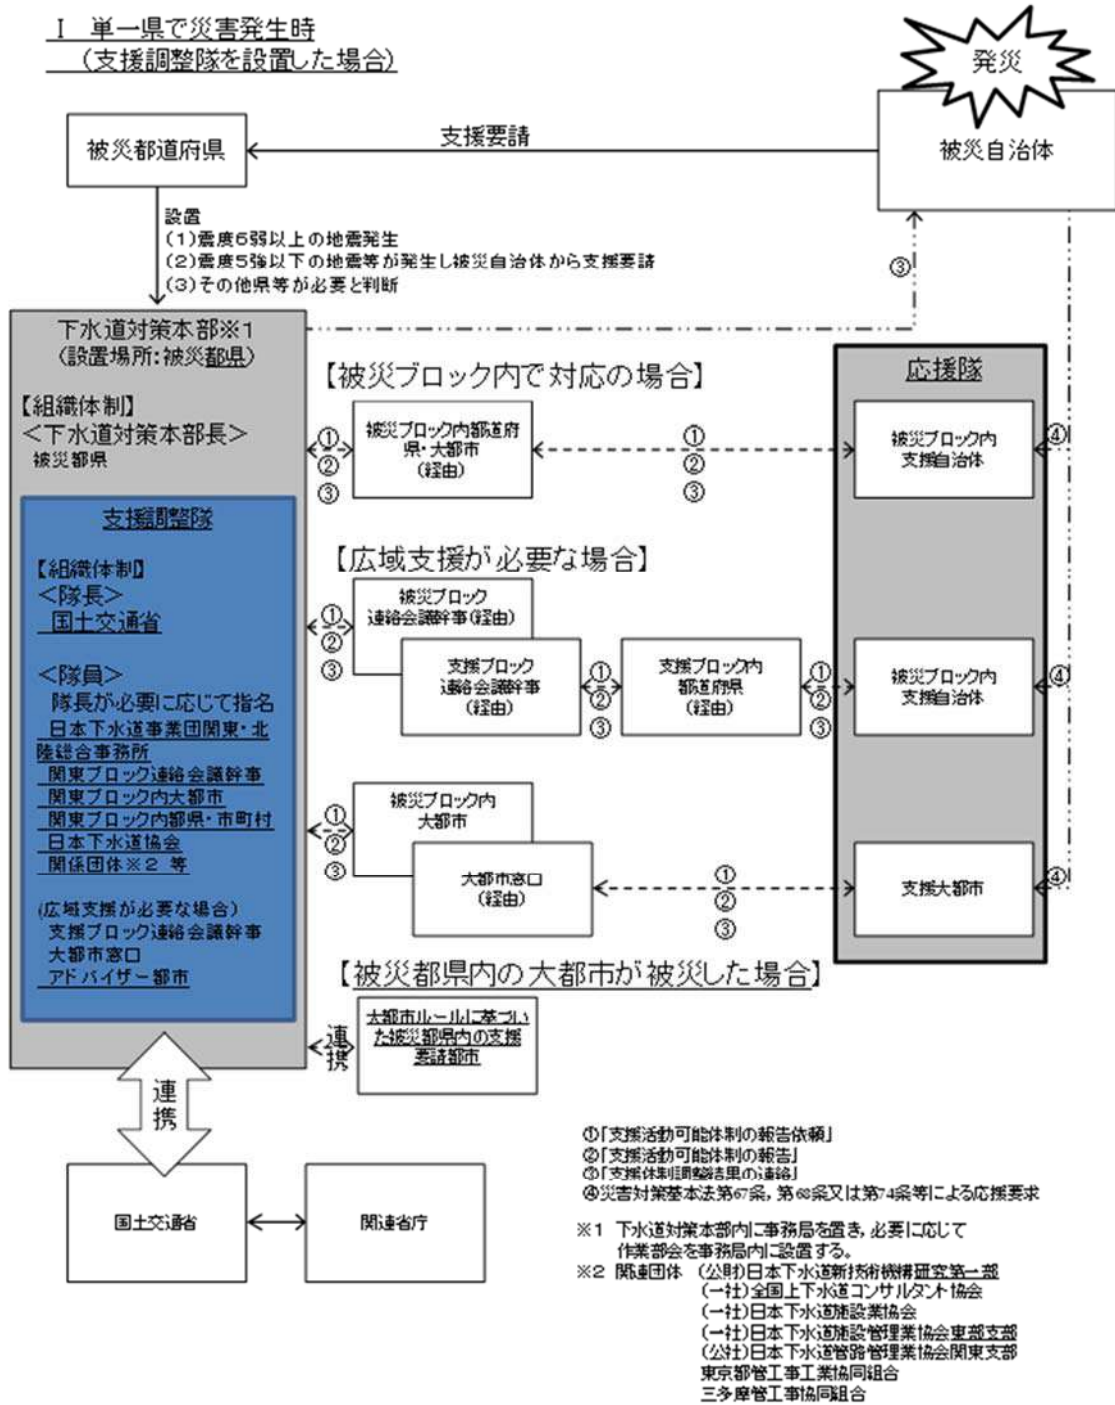 Ⅰ 単一県で災害発生時
(支援調整隊を設置した場合)
発災
被災都道府県
支援要請
被災自治体
設置
(1)震度6弱以上の地震発生
(2)震度5強以下の地震等が発生し被災自治体から支援要請
(3)その他県等が必要と判断
③
下水道対策本部※1
(設置場所:被災都県)
【組織体制】
<下水道対策本部長>
被災都県
支援調整隊
【組織体制】
<隊長>
国土交通省
<隊員>
隊長が必要に応じて指名
日本下水道事業団関東・北
陸総合事務所
関東ブロック連絡会議幹事
関東ブロック内大都市
関東ブロック内都県・市町村
日本下水道協会
関係団体※2 等
(広域支援が必要な場合)
支援ブロック連絡会議幹事
大都市窓口
アドバイザー都市
【被災ブロック内で対応の場合】
①
②
③
被災ブロック内都道府
県・大都市
(経由)
①
②
③
応援隊
被災ブロック内
支援自治体
④
【広域支援が必要な場合】
①
②
③
被災ブロック
連絡会議幹事(経由)
支援ブロック
連絡会議幹事
(経由)
①
②
③
支援ブロック内
都道府県
(経由)
①
②
③
被災ブロック内
支援自治体
④
①
②
③
被災ブロック内
大都市
大都市窓口
(経由)
①
②
③
支援大都市
④
【被災都県内の大都市が被災した場合】
連携
大都市ルールに基づい
た被災都県内の支援
要請都市
連携
国土交通省
関連省庁
①「支援活動可能体制の報告依頼」
②「支援活動可能体制の報告」
③「支援体制調整結果の連絡」
④災害対策基本法第67条，第68条又は第74条等による応援要求
※1 下水道対策本部内に事務局を置き，必要に応じて
作業部会を事務局内に設置する。
※2 関連団体 (公財)日本下水道新技術機構研究第一部
(一社)全国上下水道コンサルタント協会
(一社)日本下水道施設業協会
(一社)日本下水道施設管理業協会東部支部
(公社)日本下水道管路管理業協会関東支部
東京都管工事工業協同組合
三多摩管工事協同組合